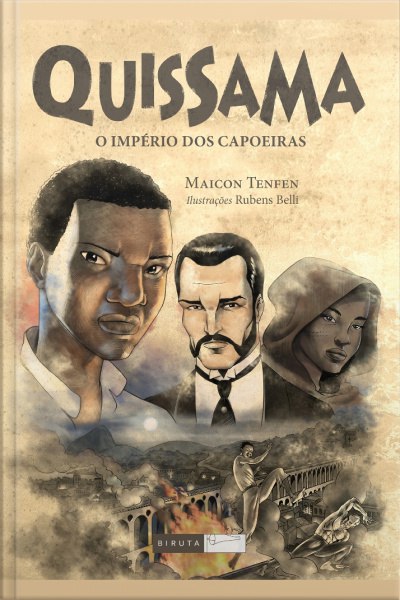 QUISSAMA
O IMPÉRIO DOS CAPOEIRAS
MAICON TENFEN
Ilustrações Rubens Belli
BIRUTA